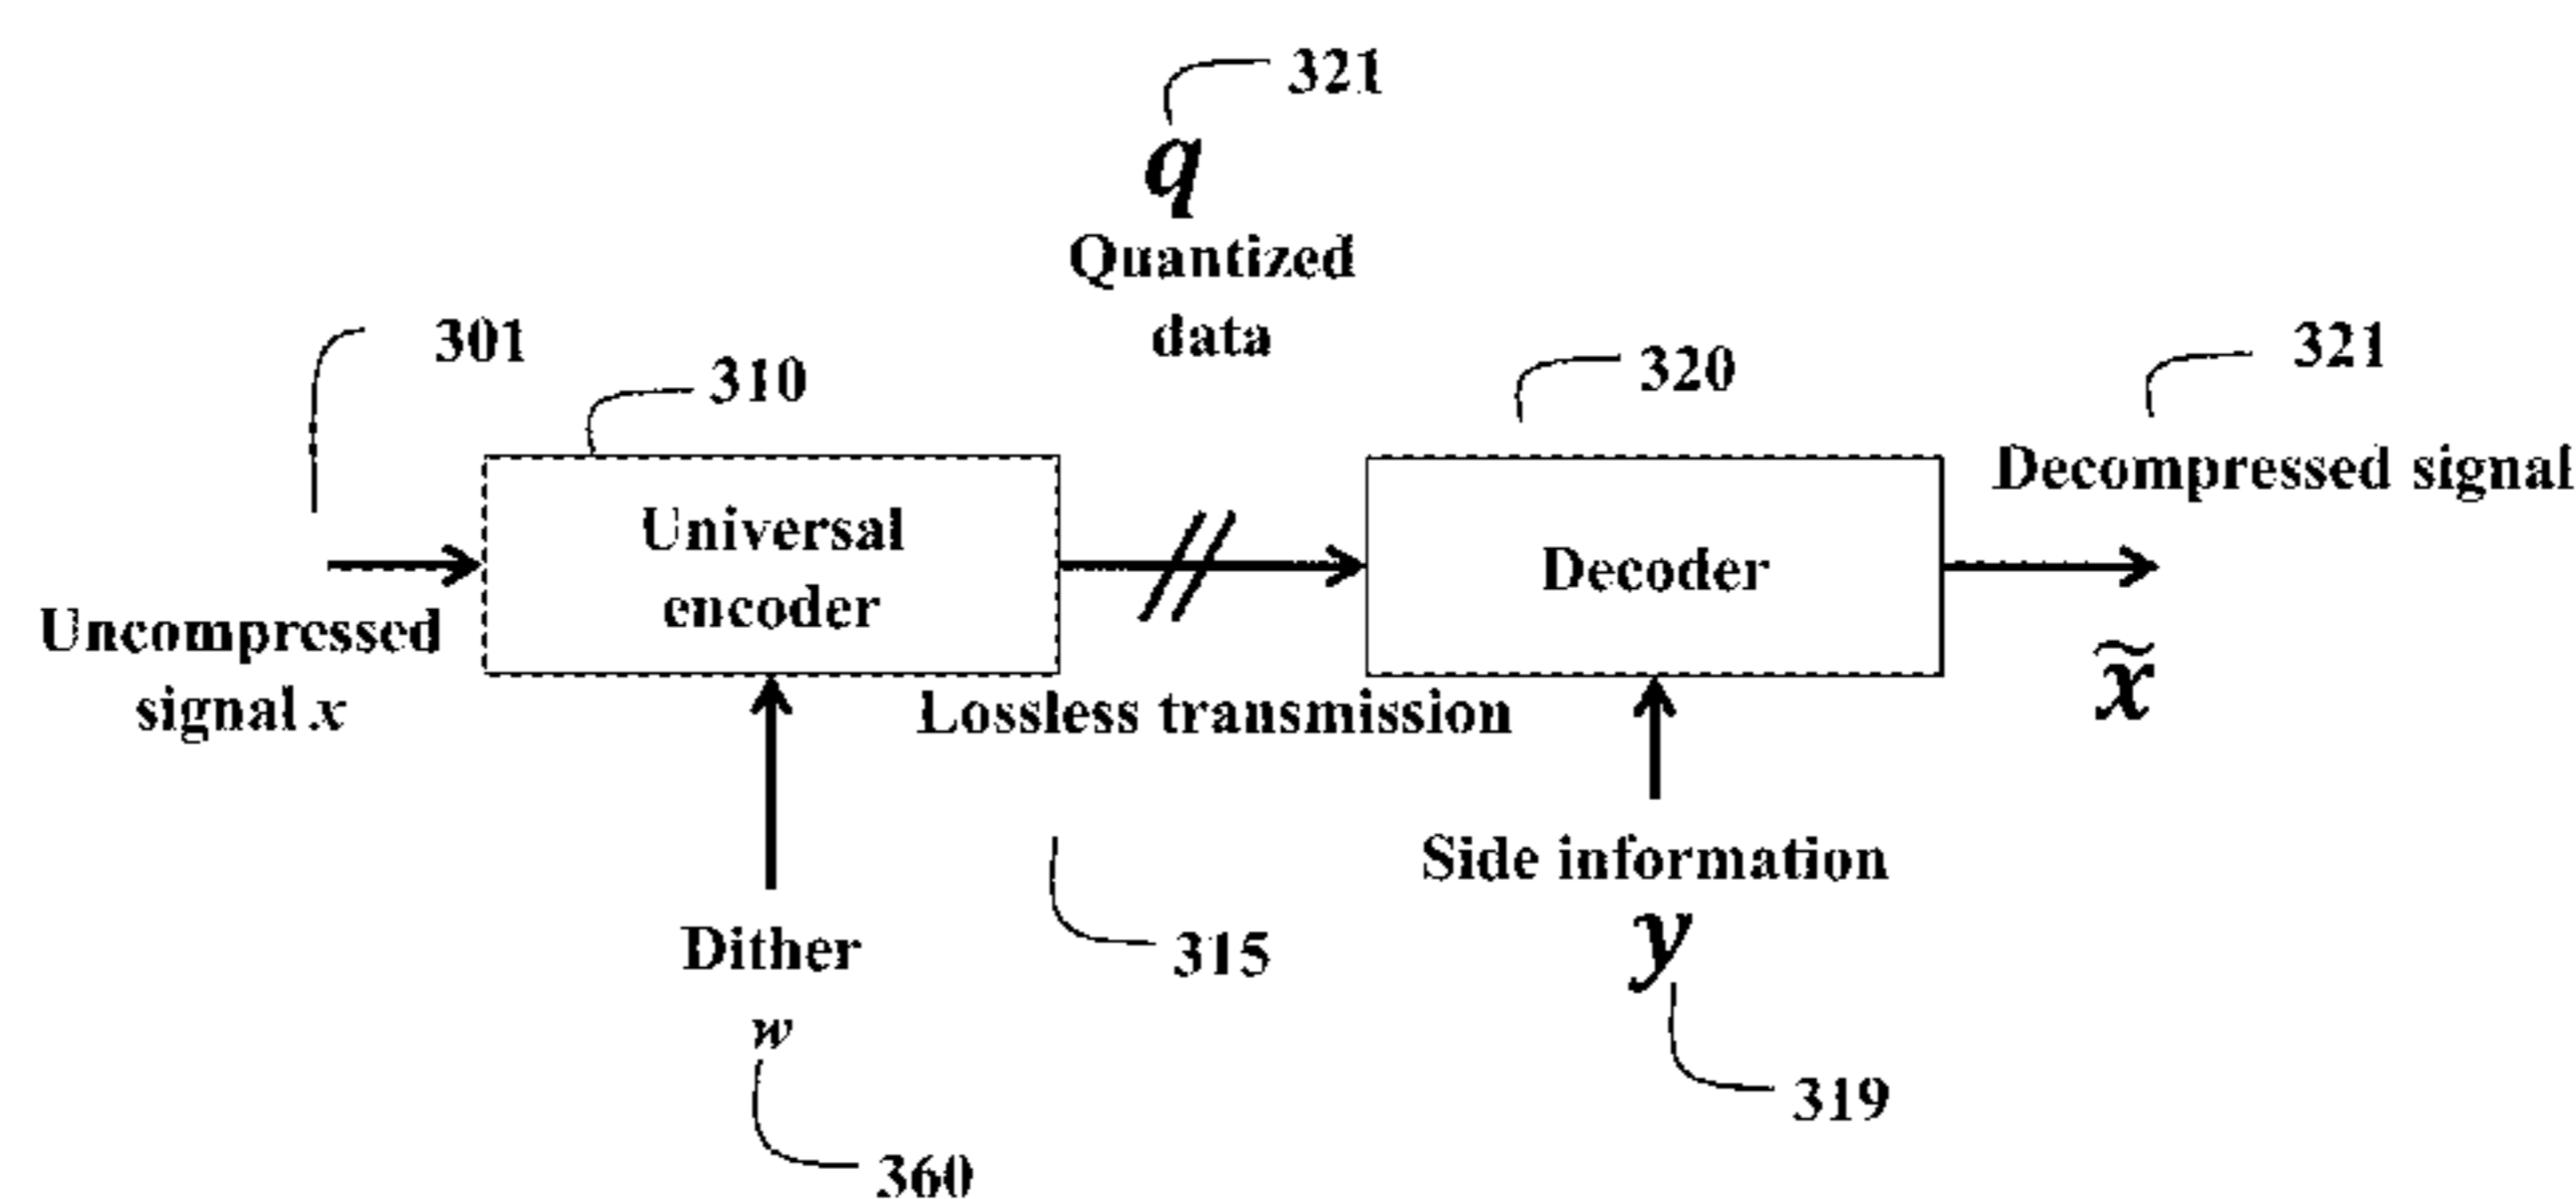 321
q
Quantized
data
301
310
320
321
Decompressed signal
Universal
encoder
Decoder
Uncompressed
signal x
Lossless transmission
x̃
Side information
y
Dither
w
315
319
360